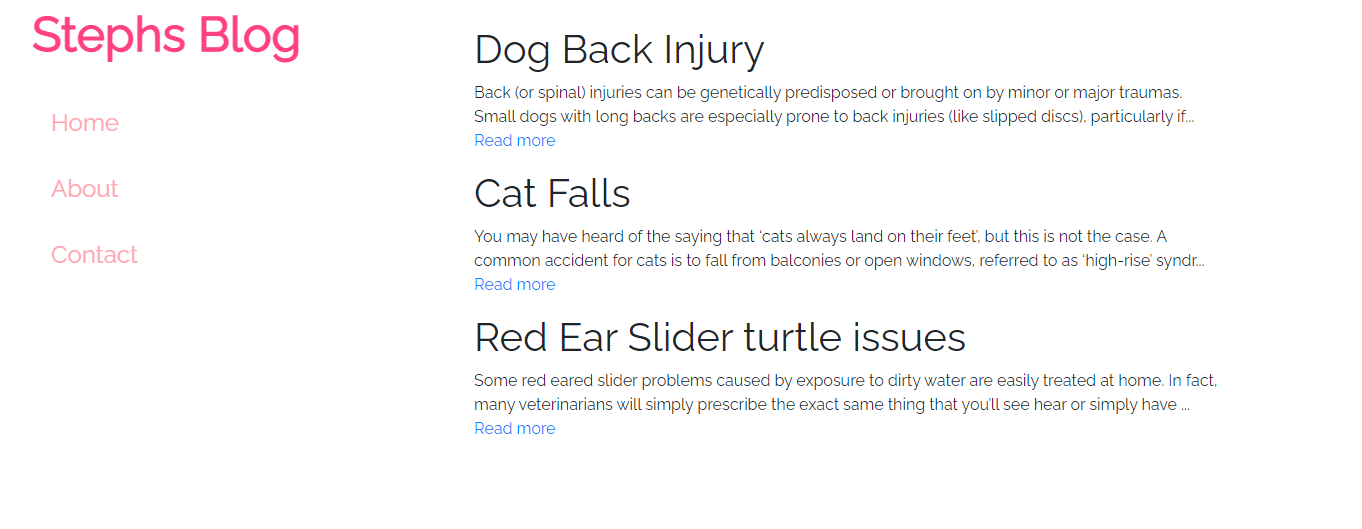 Stephs Blog
Home
About
Contact
Dog Back Injury
Back (or spinal) injuries can be genetically predisposed or brought on by minor or major traumas.
Small dogs with long backs are especially prone to back injuries (like slipped discs), particularly if...
Read more
Cat Falls
You may have heard of the saying that ‘cats always land on their feet’, but this is not the case. A
common accident for cats is to fall from balconies or open windows, referred to as ‘high-rise’ syndr...
Read more
Red Ear Slider turtle issues
Some red eared slider problems caused by exposure to dirty water are easily treated at home. In fact,
many veterinarians will simply prescribe the exact same thing that you’ll see hear or simply have ...
Read more